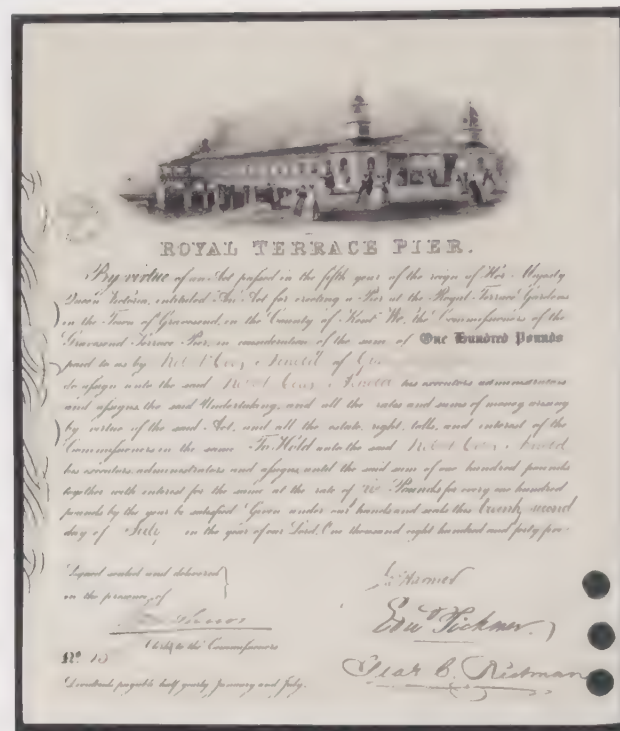 ROYAL TERRACE PIER.
By virtue of an Act passed in the fifth year of the reign of Her Majesty
Queen Victoria, intituled An Act for erecting a Pier at the Royal Terrace Gardens
in the Town of Gravesend, in the County of Kent We, the Commissioners of the
Gravesend Terrace Pier, in consideration of the sum of One Hundred Pounds
paid to us by of
do assign unto the said his executors administrators
and assigns, the said Undertaking, and all the rates and sums of money arising
by virtue of the said Act, and all the estate, right, tolls, and interest of the
Commissioners in the same To Hold unto the said
his executors, administrators and assigns, until the said sum of one hundred pounds
together with interest for the same at the rate of Pounds for every one hundred
pounds by the year be satisfied Given under our hands and seals this twenty second
day of July in the year of our Lord, One thousand eight hundred and forty
Signed sealed and delivered
in the presence, of
Clerk to the Commissioners
No.
Dividends payable half yearly January and July.